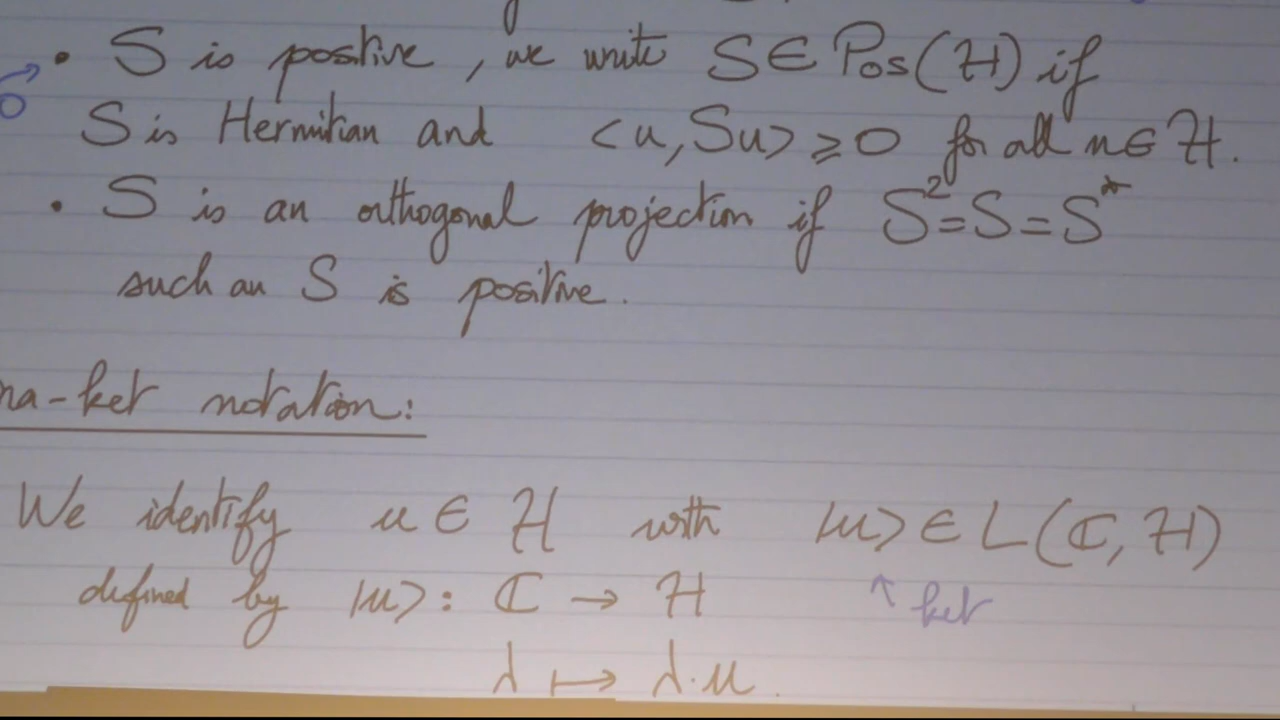 • S is positive, we write S ∈ Pos(H) if
S is Hermitian and <u, Su> ⩾ 0 for all u ∈ H.
• S is an orthogonal projection if S² = S = S*
such an S is positive.
ra-ket notation:
We identify u ∈ H with |u> ∈ L(ℂ, H)
defined by |u> : ℂ → H
↑ ket
λ ↦ λ·u.